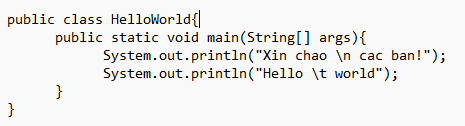 public class HelloWorld{
public static void main(String[] args){
System.out.println("Xin chao \n cac ban!");
System.out.println("Hello \t world");
}
}